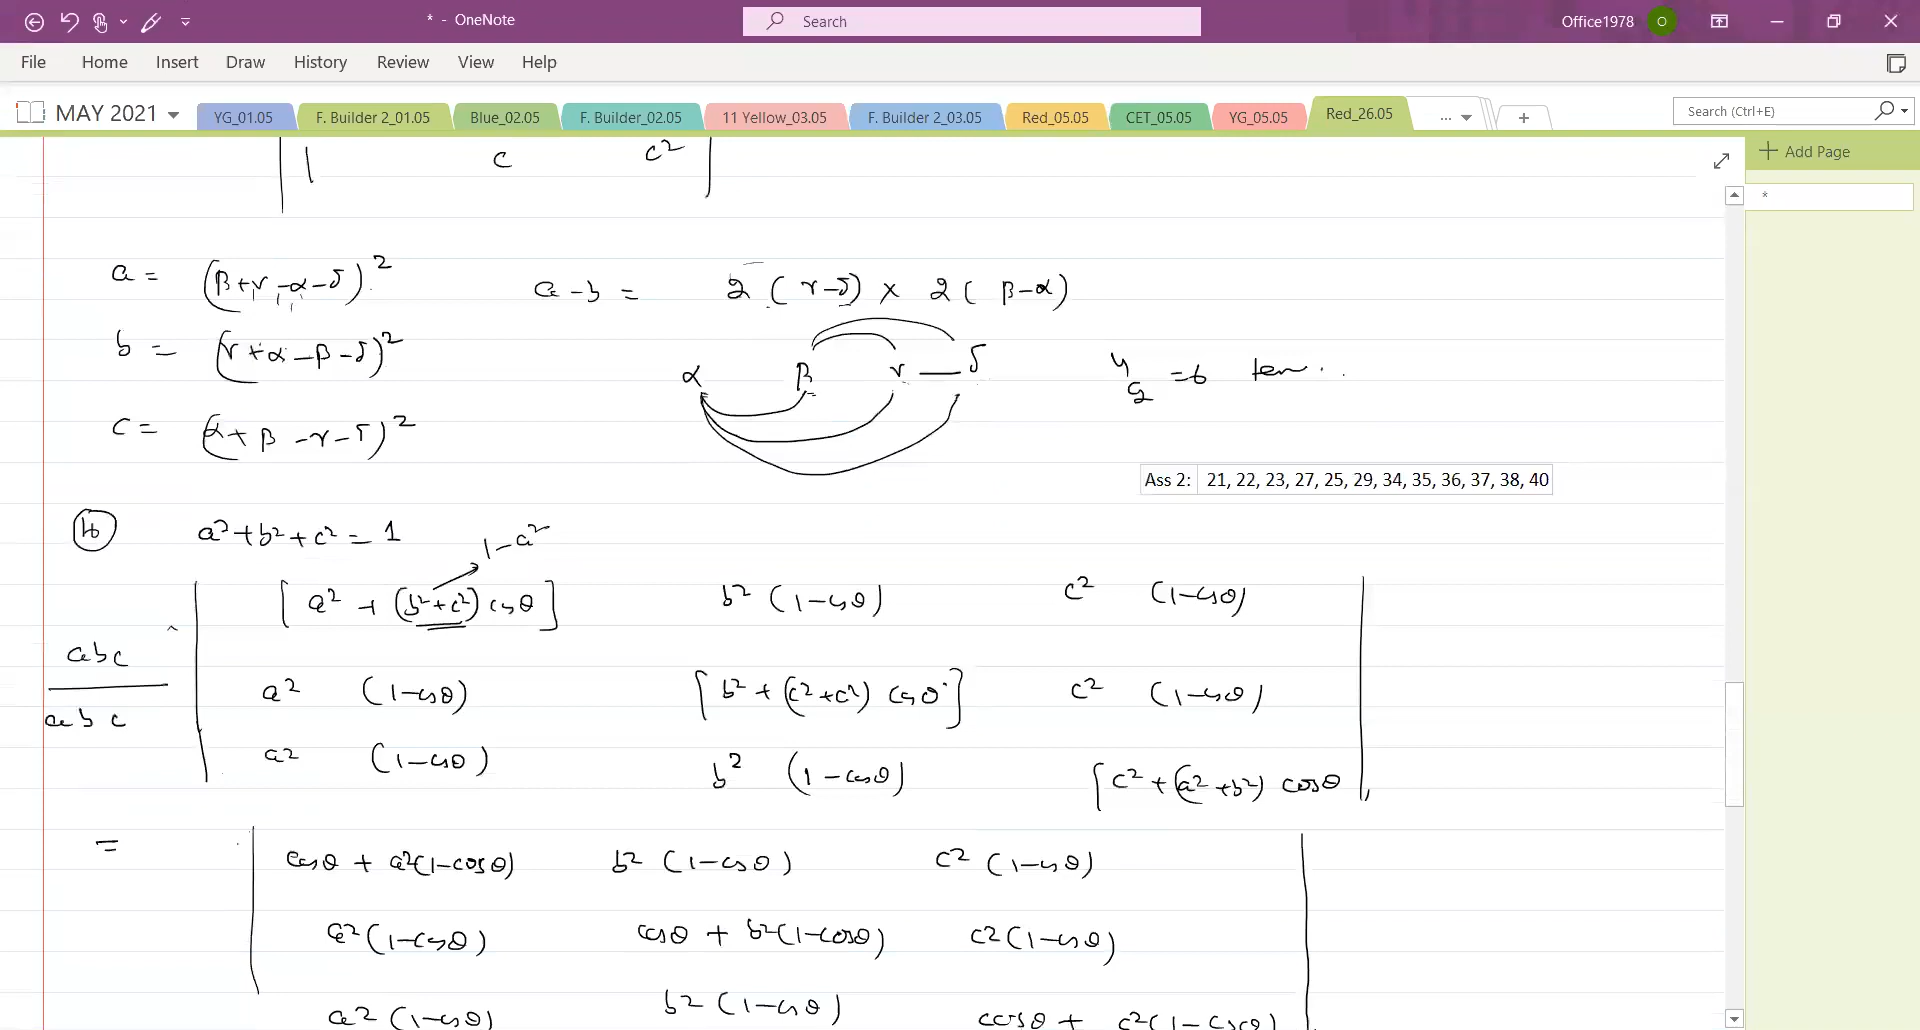 * - OneNote
Search
Office1978
O
File Home Insert Draw History Review View Help
MAY 2021
YG_01.05 F. Builder 2_01.05 Blue_02.05 F. Builder_02.05 11 Yellow_03.05 F. Builder 2_03.05 Red_05.05 CET_05.05 YG_05.05 Red_26.05 ... +
Search (Ctrl+E)
+ Add Page
*
1 c c²
a = (β+γ-α-δ)² a-b = 2(γ-δ) × 2(β-α)
b = (γ+α-β-δ)²
α β γ — δ ⁴C₂ = 6
c = (α+β-γ-δ)²
Ass 2: 21, 22, 23, 27, 25, 29, 34, 35, 36, 37, 38, 40
a²+b²+c² = 1
1-a²
[a² + (b²+c²) cosθ] b² (1-cosθ) c² (1-cosθ)
abc
abc
a² (1-cosθ) [b² + (c²+c²) cosθ] c² (1-cosθ)
a² (1-cosθ) b² (1-cosθ) [c² + (a²+b²) cosθ
=
cosθ + a²(1-cosθ) b² (1-cosθ) c² (1-cosθ)
a²(1-cosθ) cosθ + b²(1-cosθ) c²(1-cosθ)
a² (1-cosθ) b² (1-cosθ) cosθ + c²(1-cosθ)